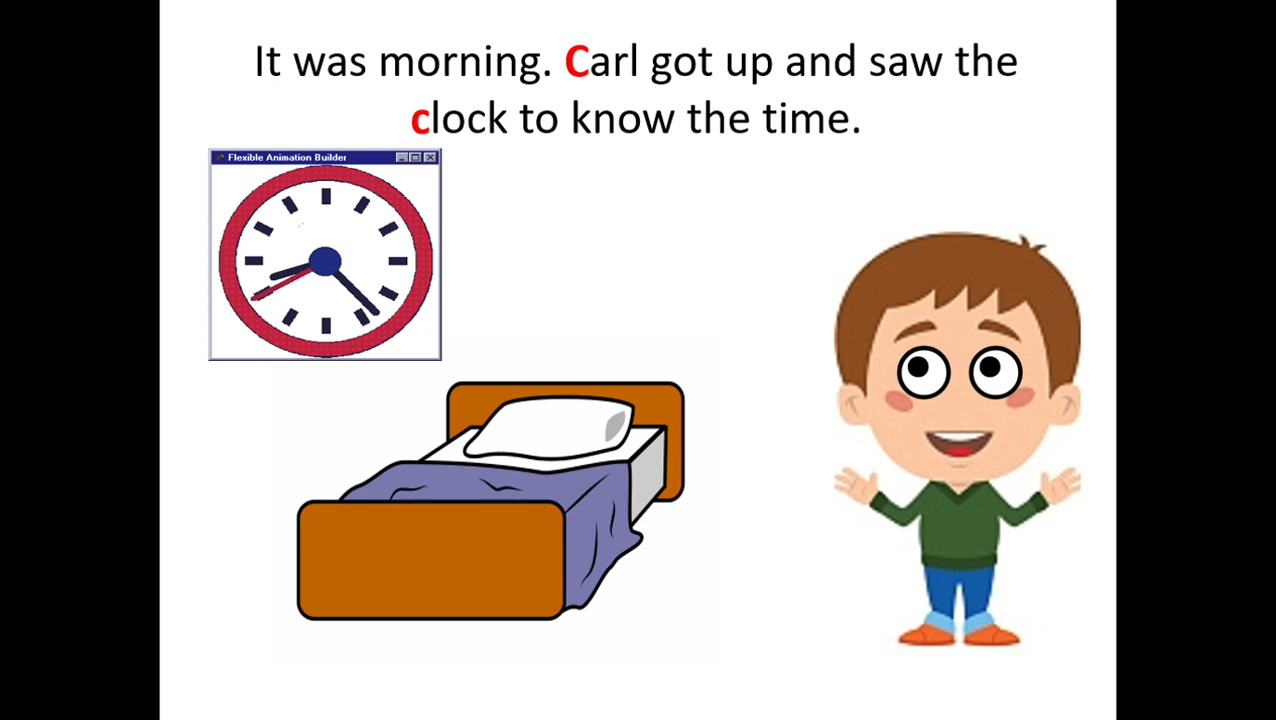 It was morning. Carl got up and saw the
clock to know the time.
Flexible Animation Builder